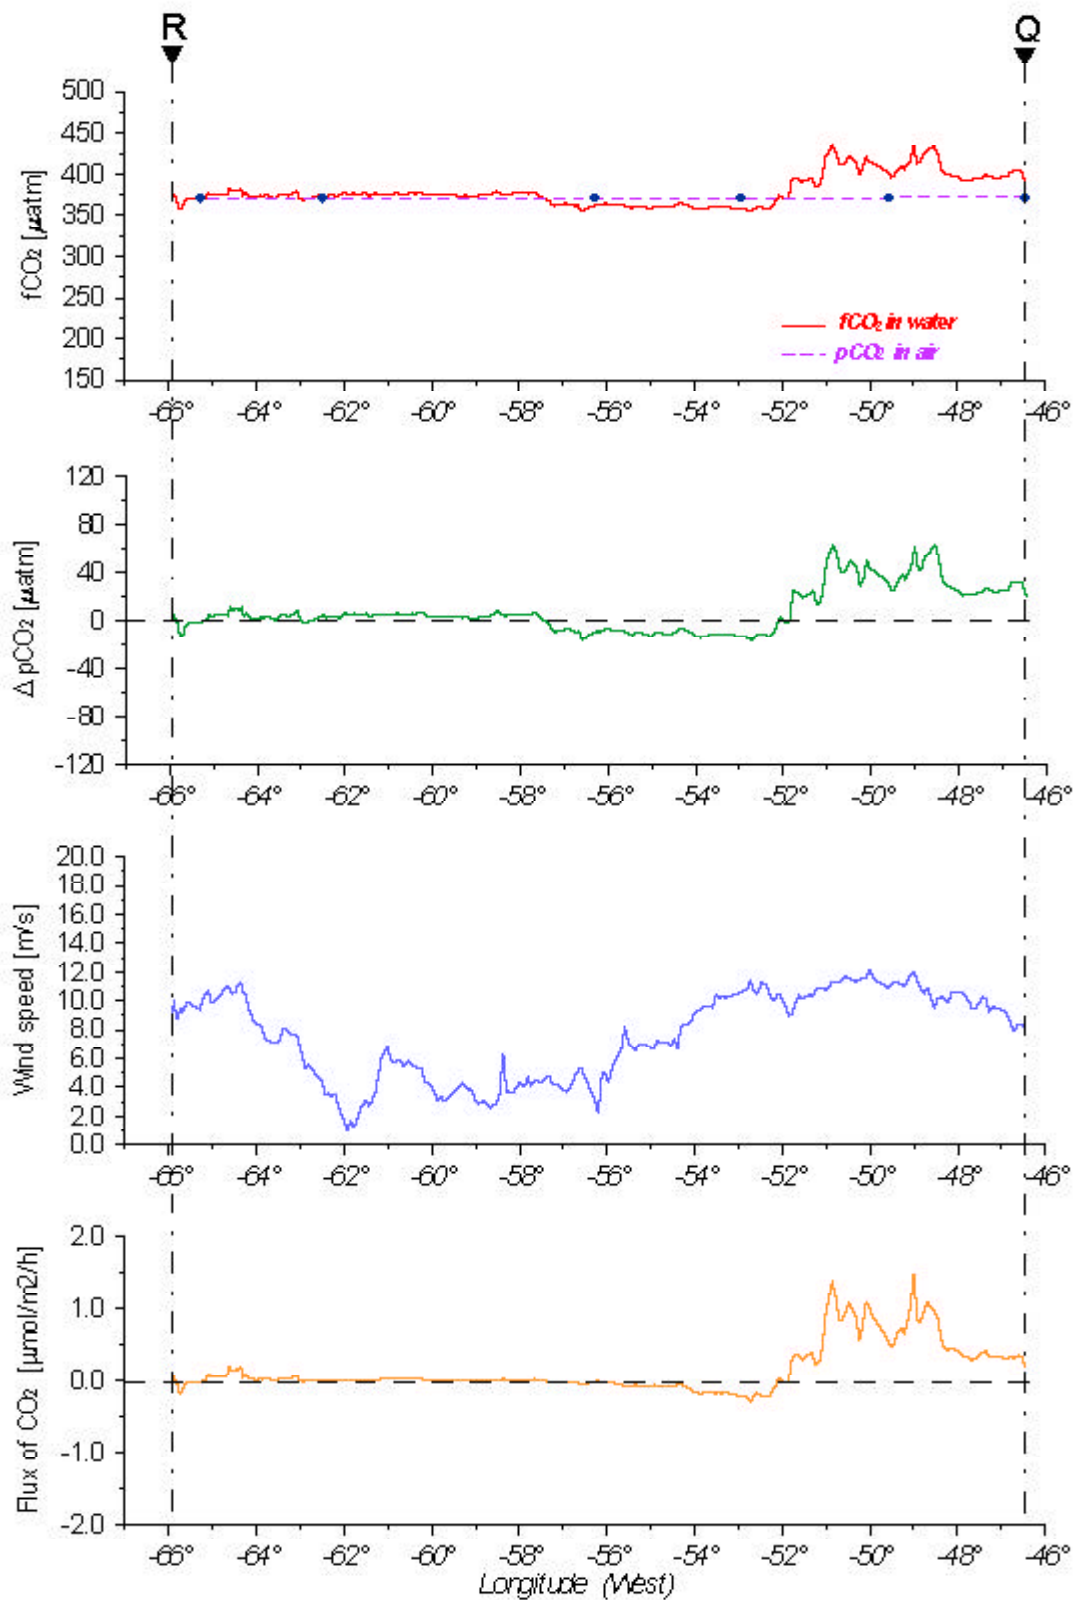 R Q
500
450
400
350
300
250
200
150
fCO₂ [µatm]
fCO₂ in water
pCO₂ in air
-66° -64° -62° -60° -58° -56° -54° -52° -50° -48° -46°
120
80
40
0
-40
-80
-120
Δ pCO₂ [µatm]
-66° -64° -62° -60° -58° -56° -54° -52° -50° -48° -46°
20.0
18.0
16.0
14.0
12.0
10.0
8.0
6.0
4.0
2.0
0.0
Wind speed [m/s]
-66° -64° -62° -60° -58° -56° -54° -52° -50° -48° -46°
2.0
1.0
0.0
-1.0
-2.0
Flux of CO₂ [µmol/m2/h]
-66° -64° -62° -60° -58° -56° -54° -52° -50° -48° -46°
Longitude (West)